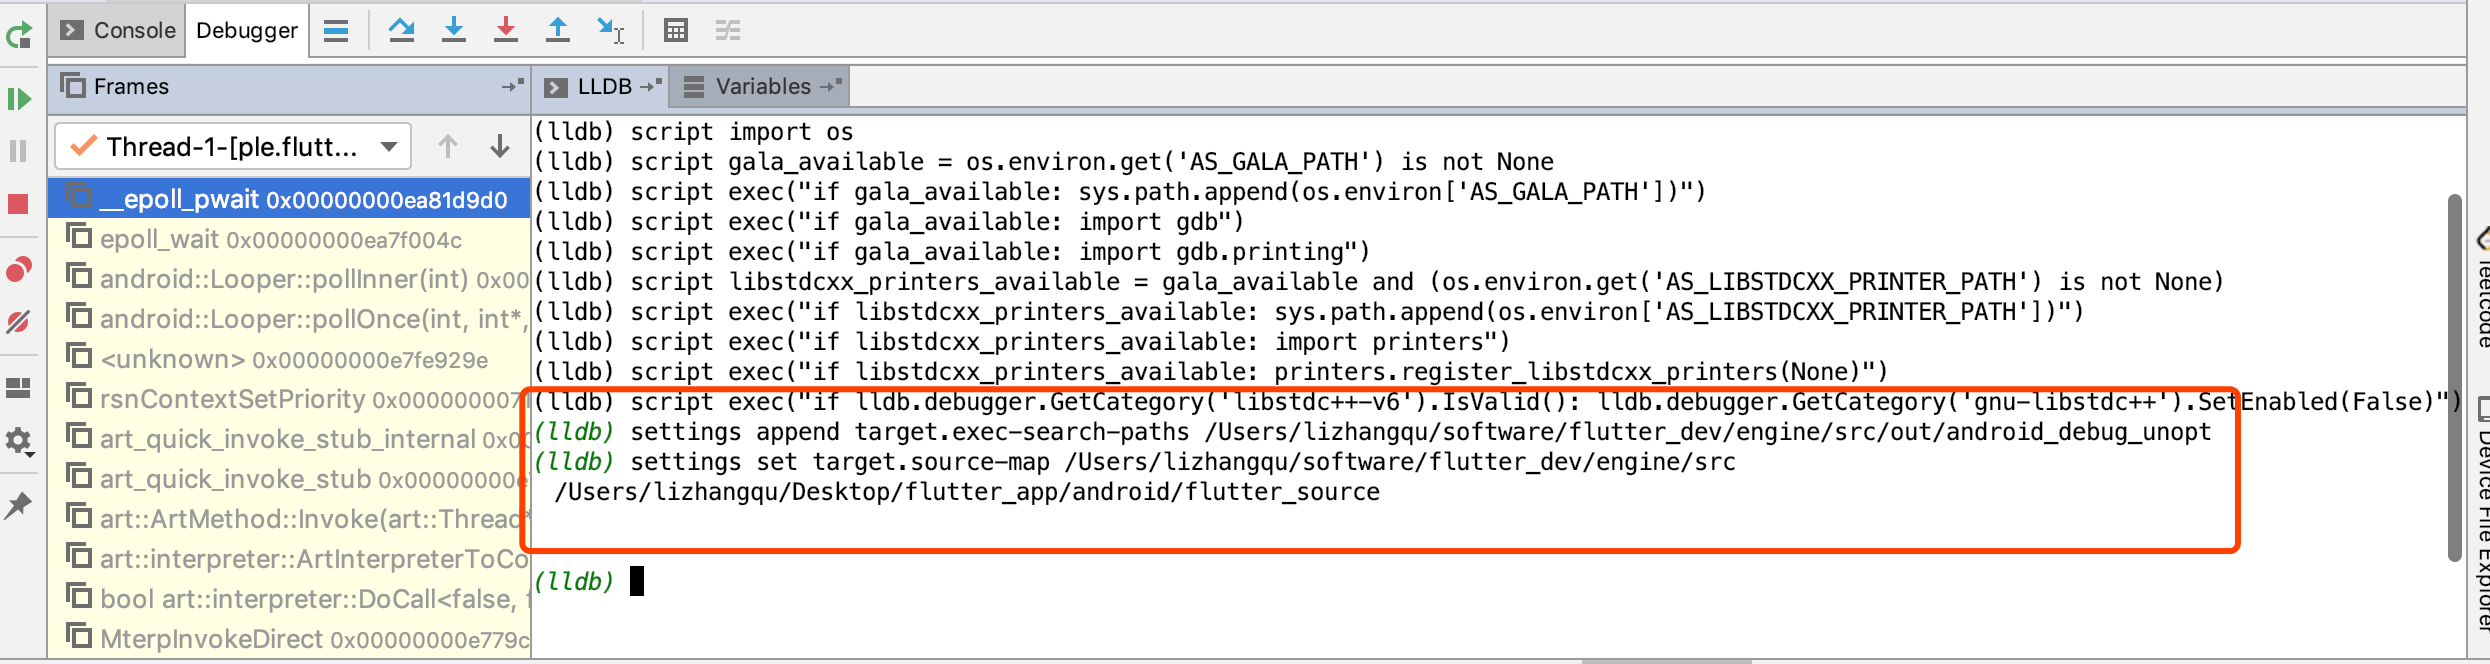 Console
Debugger
Frames
LLDB
Variables
Thread-1-[ple.flutt...
__epoll_pwait 0x00000000ea81d9d0
epoll_wait 0x00000000ea7f004c
android::Looper::pollInner(int) 0x00
android::Looper::pollOnce(int, int*,
<unknown> 0x00000000e7fe929e
rsnContextSetPriority 0x000000007
art_quick_invoke_stub_internal 0x00
art_quick_invoke_stub 0x00000000e
art::ArtMethod::Invoke(art::Thread*
art::interpreter::ArtInterpreterToCo
bool art::interpreter::DoCall<false, f
MterpInvokeDirect 0x00000000e779c
(lldb) script import os
(lldb) script gala_available = os.environ.get('AS_GALA_PATH') is not None
(lldb) script exec("if gala_available: sys.path.append(os.environ['AS_GALA_PATH'])")
(lldb) script exec("if gala_available: import gdb")
(lldb) script exec("if gala_available: import gdb.printing")
(lldb) script libstdcxx_printers_available = gala_available and (os.environ.get('AS_LIBSTDCXX_PRINTER_PATH') is not None)
(lldb) script exec("if libstdcxx_printers_available: sys.path.append(os.environ['AS_LIBSTDCXX_PRINTER_PATH'])")
(lldb) script exec("if libstdcxx_printers_available: import printers")
(lldb) script exec("if libstdcxx_printers_available: printers.register_libstdcxx_printers(None)")
(lldb) script exec("if lldb.debugger.GetCategory('libstdc++-v6').IsValid(): lldb.debugger.GetCategory('gnu-libstdc++').SetEnabled(False)")
(lldb) settings append target.exec-search-paths /Users/lizhangqu/software/flutter_dev/engine/src/out/android_debug_unopt
(lldb) settings set target.source-map /Users/lizhangqu/software/flutter_dev/engine/src
/Users/lizhangqu/Desktop/flutter_app/android/flutter_source
(lldb)
leetcode
Device File Explorer